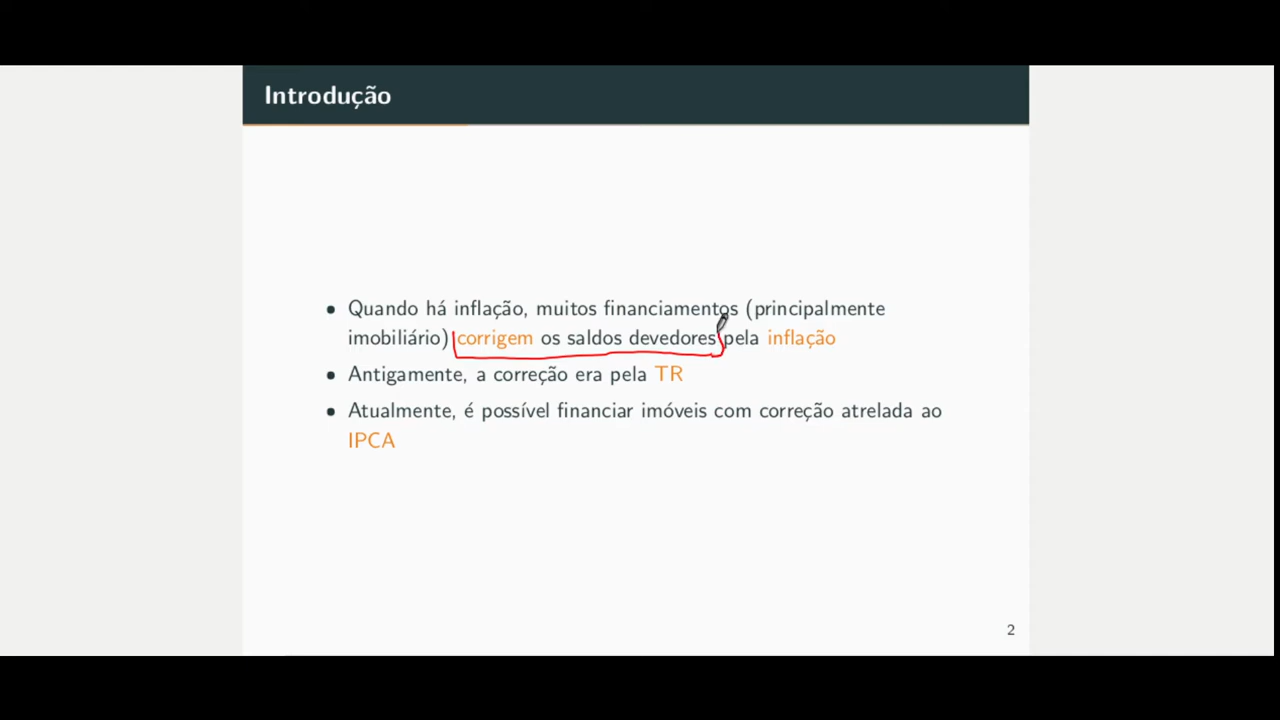 Introdução
• Quando há inflação, muitos financiamentos (principalmente
imobiliário) corrigem os saldos devedores pela inflação
• Antigamente, a correção era pela TR
• Atualmente, é possível financiar imóveis com correção atrelada ao
IPCA
2